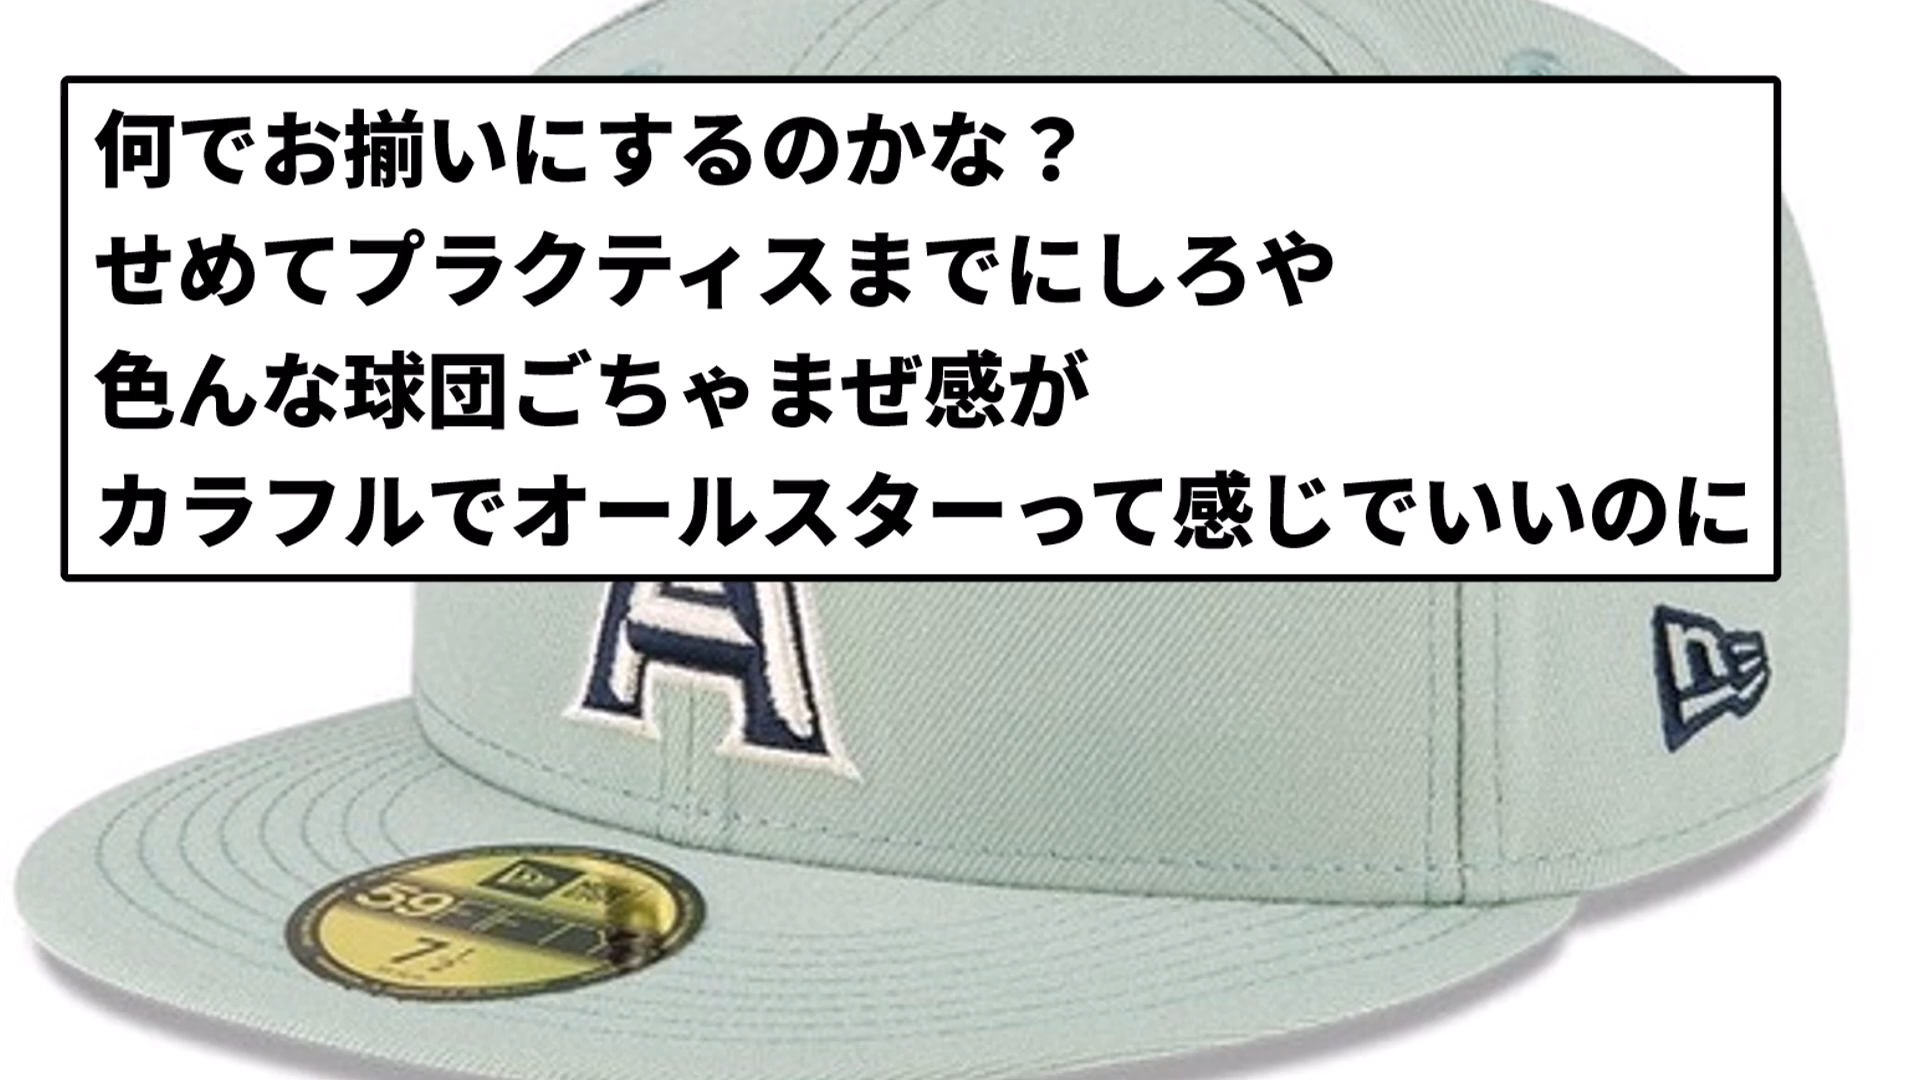 何でお揃いにするのかな？
せめてプラクティスまでにしろや
色んな球団ごちゃまぜ感が
カラフルでオールスターって感じでいいのに
A
59FIFTY
7 1/2